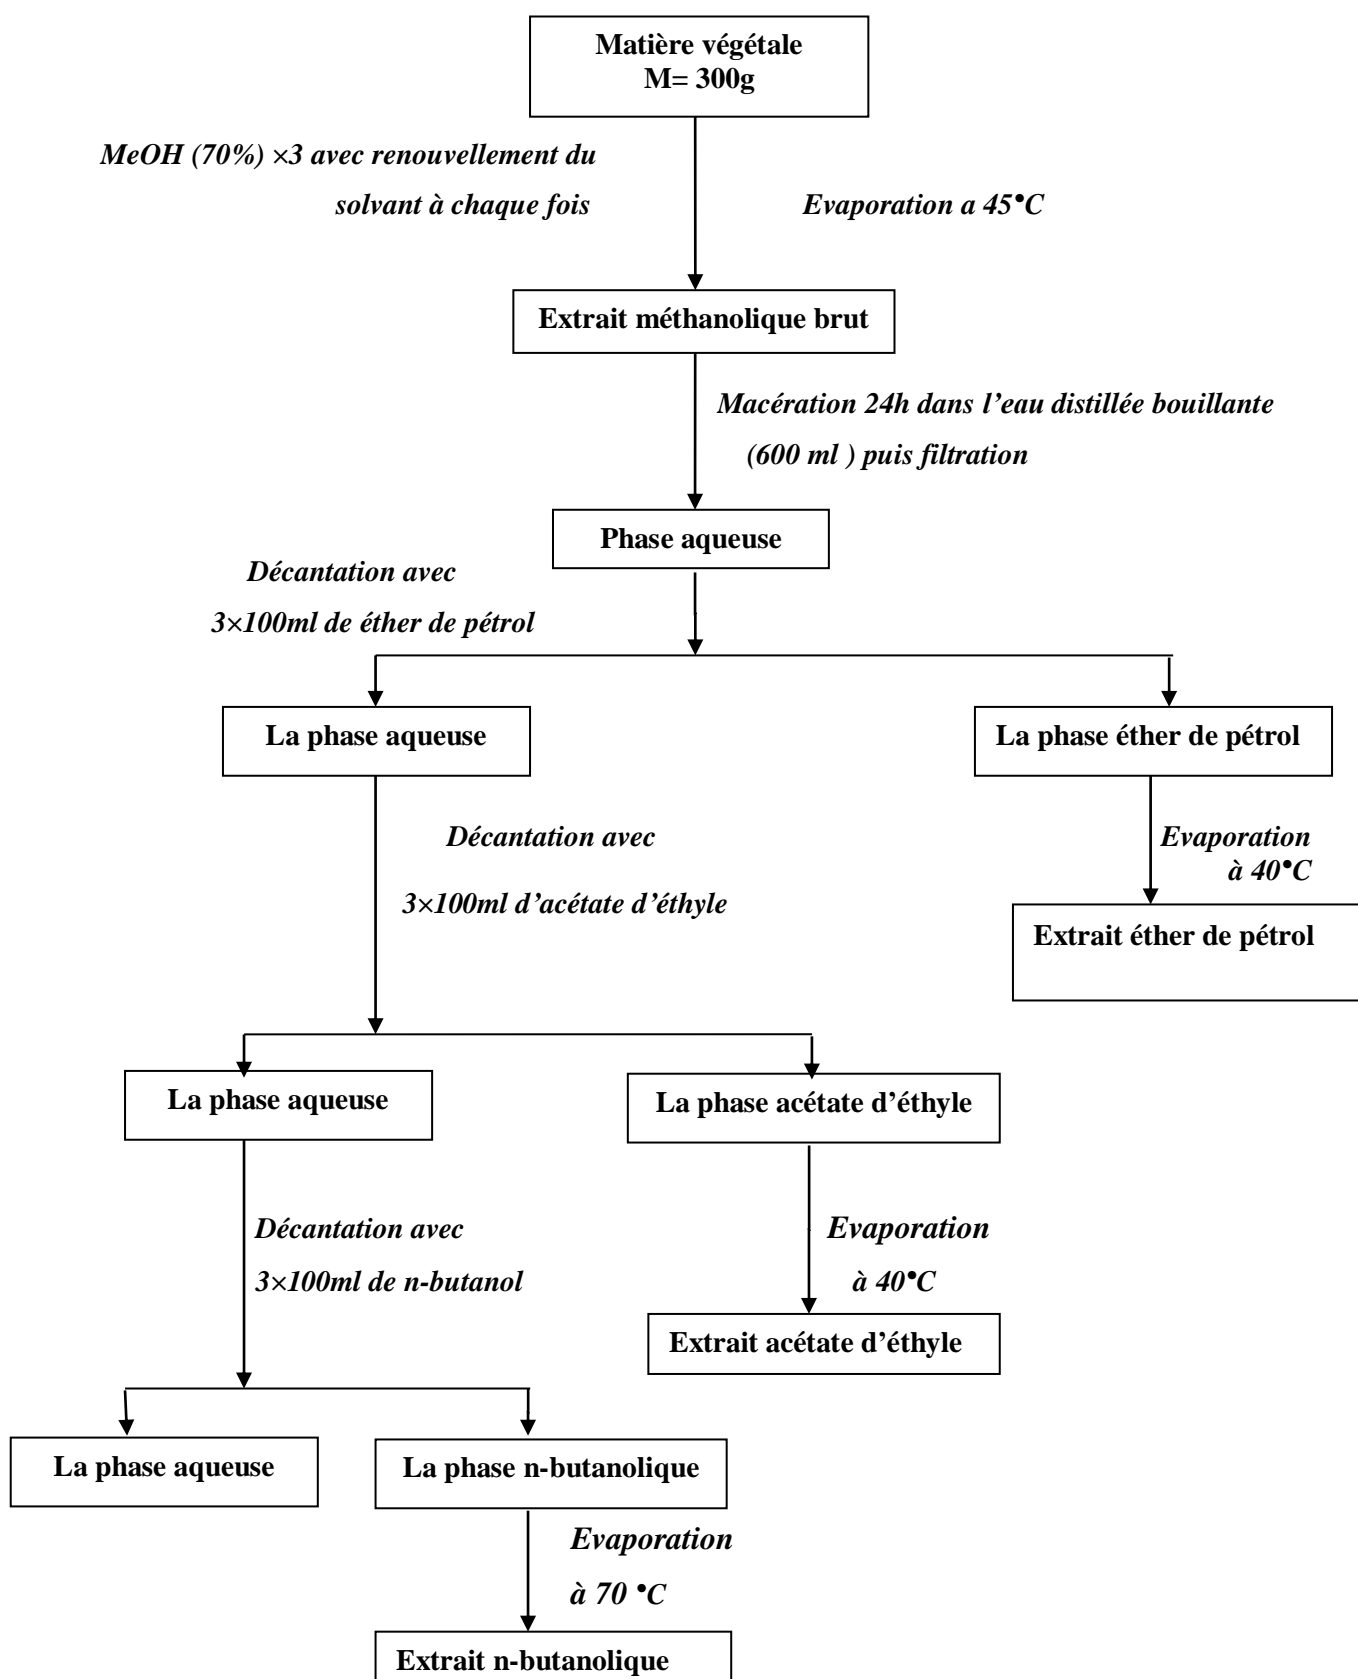 Matière végétale
M= 300g
MeOH (70%) ×3 avec renouvellement du
solvant à chaque fois
Evaporation a 45°C
Extrait méthanolique brut
Macération 24h dans l’eau distillée bouillante
(600 ml ) puis filtration
Phase aqueuse
Décantation avec
3×100ml de éther de pétrol
La phase aqueuse
La phase éther de pétrol
Décantation avec
3×100ml d’acétate d’éthyle
Evaporation
à 40°C
Extrait éther de pétrol
La phase aqueuse
La phase acétate d’éthyle
Décantation avec
3×100ml de n-butanol
Evaporation
à 40°C
Extrait acétate d’éthyle
La phase aqueuse
La phase n-butanolique
Evaporation
à 70 °C
Extrait n-butanolique